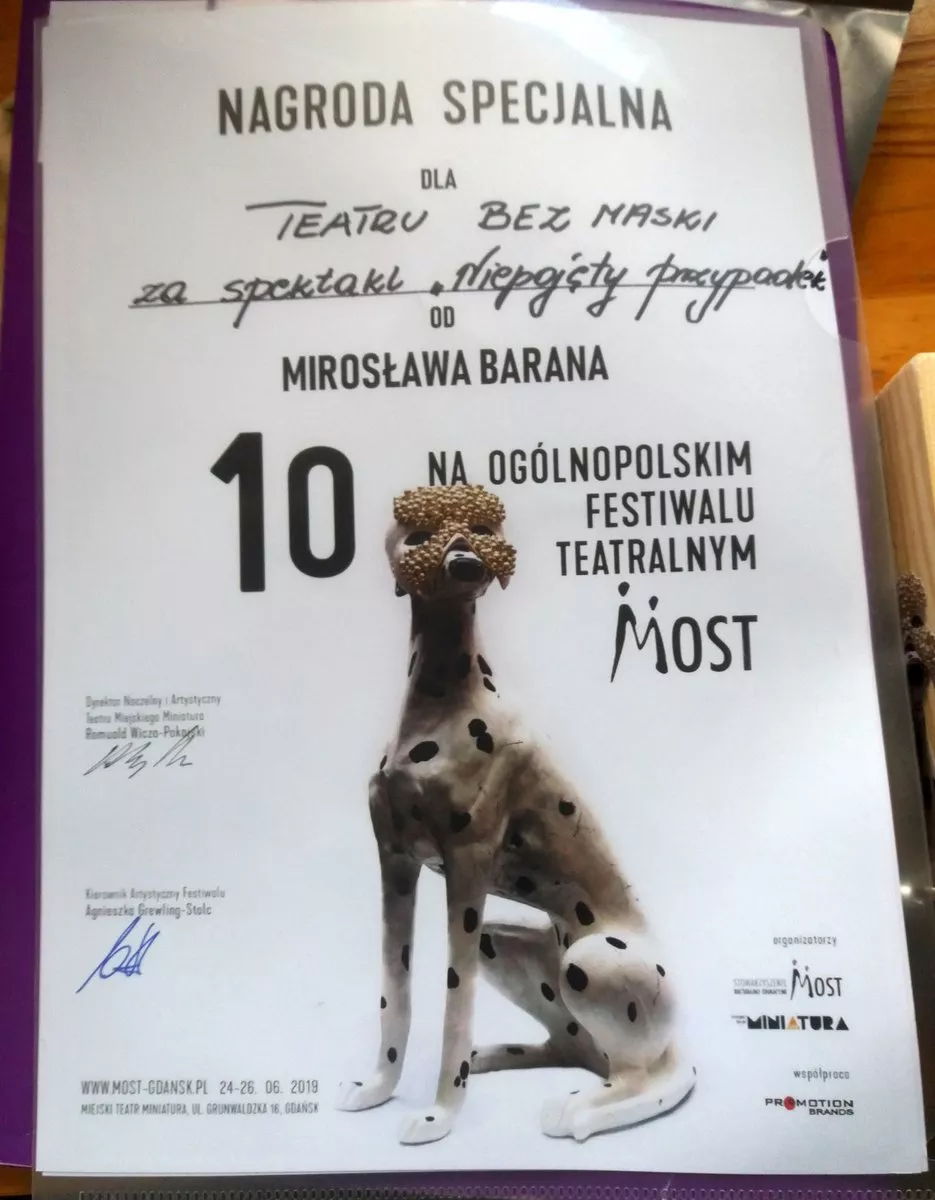 NAGRODA SPECJALNA
DLA
TEATRU BEZ MASKI
za spektakl "Niepojęty przypadek"
OD
MIROSŁAWA BARANA
10 NA OGÓLNOPOLSKIM
FESTIWALU
TEATRALNYM
MOST
Dyrektor Naczelny i Artystyczny
Teatru Miejskiego Miniatura
Romuald Wicza-Pokojski
Kierownik Artystyczny Festiwalu
Agnieszka Grewling-Stolc
organizatorzy
STOWARZYSZENIE
MOST
MINIATURA
współpraca
PROMOTION
BRANDS
WWW.MOST-GDANSK.PL 24-26. 06. 2019
MIEJSKI TEATR MINIATURA, UL. GRUNWALDZKA 16, GDAŃSK